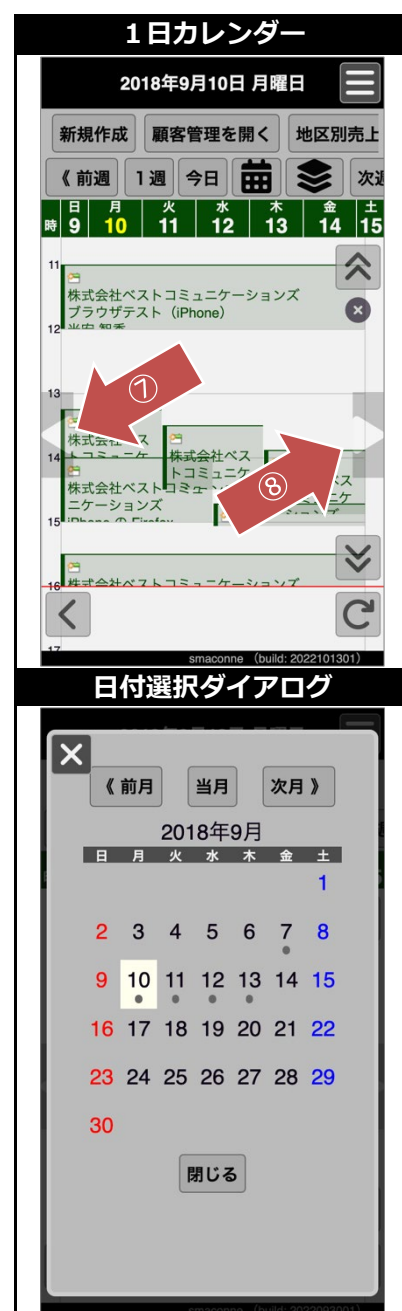 １日カレンダー
2018年9月10日 月曜日
新規作成 顧客管理を開く 地区別売上
《 前週 1週 今日 次週
時 日 9 月 10 火 11 水 12 木 13 金 14 土 15
11
株式会社ベストコミュニケーションズ
ブラウザテスト（iPhone）
12
13
⑦
株式会社ベス
トコミュニケ
14
株式会社ベス
トコミュニケ
株式会社ベストコミュ
ニケーションズ
⑧
15
iPhone の Firefox
株式会社ベストコミュニケーションズ
16
17
smaconne （build: 2022101301）
日付選択ダイアログ
《 前月 当月 次月 》
2018年9月
日 月 火 水 木 金 土
1
2 3 4 5 6 7 8
9 10 11 12 13 14 15
16 17 18 19 20 21 22
23 24 25 26 27 28 29
30
閉じる